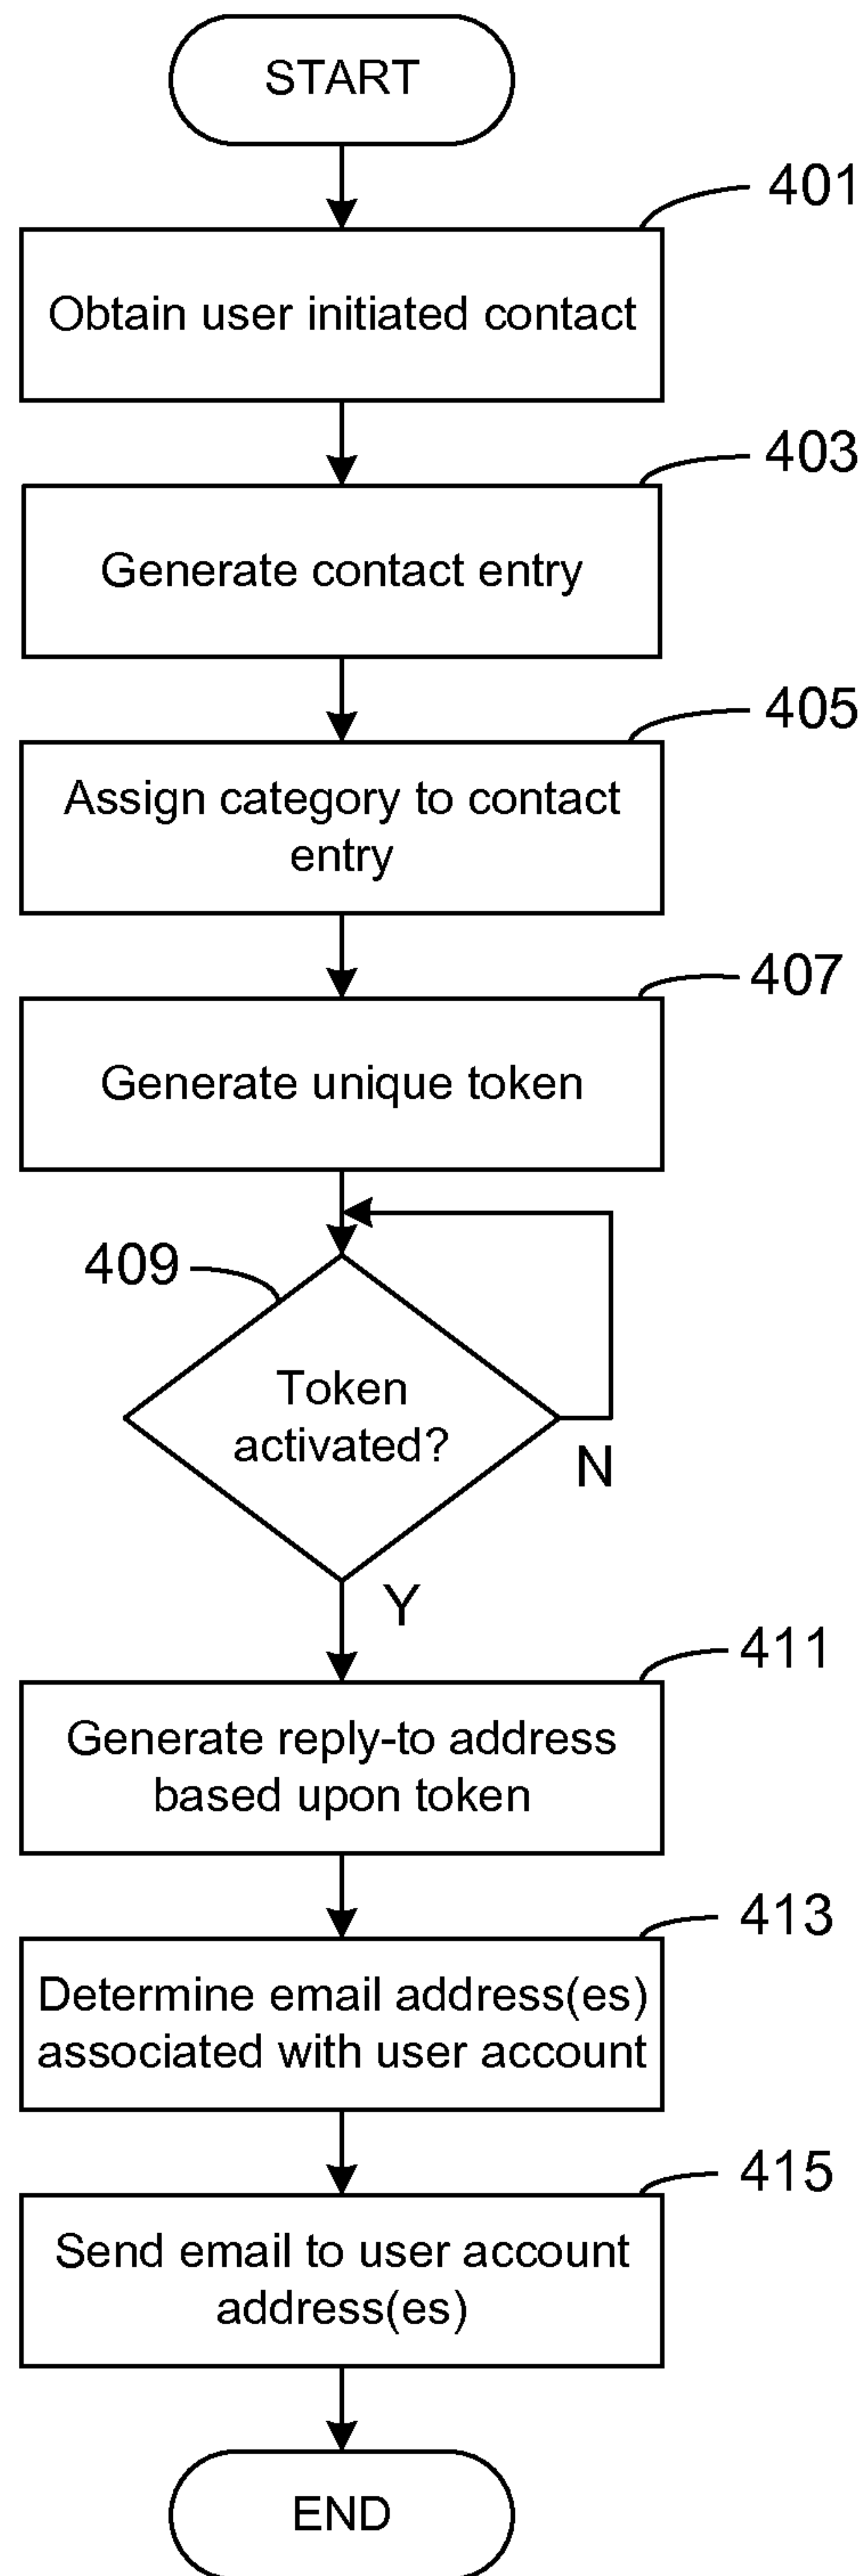 START
401
Obtain user initiated contact
403
Generate contact entry
405
Assign category to contact
entry
407
Generate unique token
409
Token
activated?
N
Y
411
Generate reply-to address
based upon token
413
Determine email address(es)
associated with user account
415
Send email to user account
address(es)
END